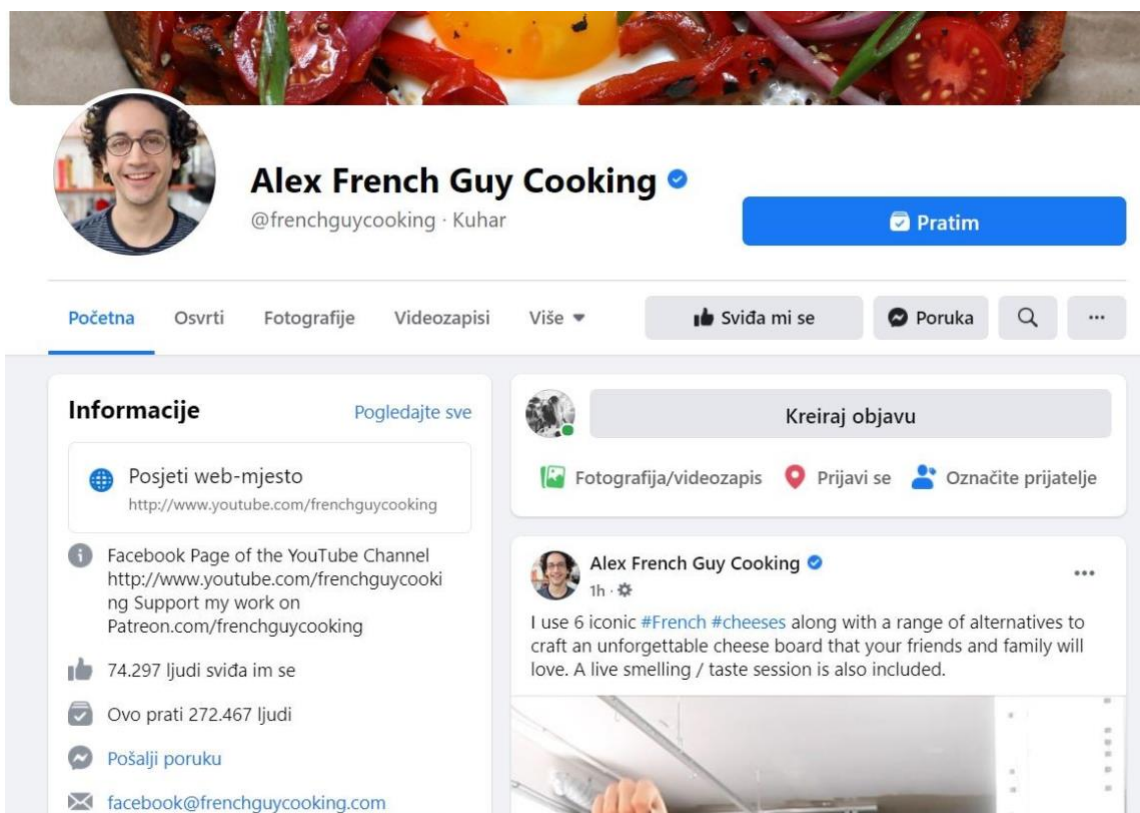 Alex French Guy Cooking
@frenchguycooking · Kuhar
Pratim
Početna Osvrti Fotografije Videozapisi Više
Sviđa mi se Poruka
Informacije
Pogledajte sve
Posjeti web-mjesto
http://www.youtube.com/frenchguycooking
Facebook Page of the YouTube Channel
http://www.youtube.com/frenchguycooki
ng Support my work on
Patreon.com/frenchguycooking
74.297 ljudi sviđa im se
Ovo prati 272.467 ljudi
Pošalji poruku
facebook@frenchguycooking.com
Kreiraj objavu
Fotografija/videozapis Prijavi se Označite prijatelje
Alex French Guy Cooking
1h ·
I use 6 iconic #French #cheeses along with a range of alternatives to
craft an unforgettable cheese board that your friends and family will
love. A live smelling / taste session is also included.